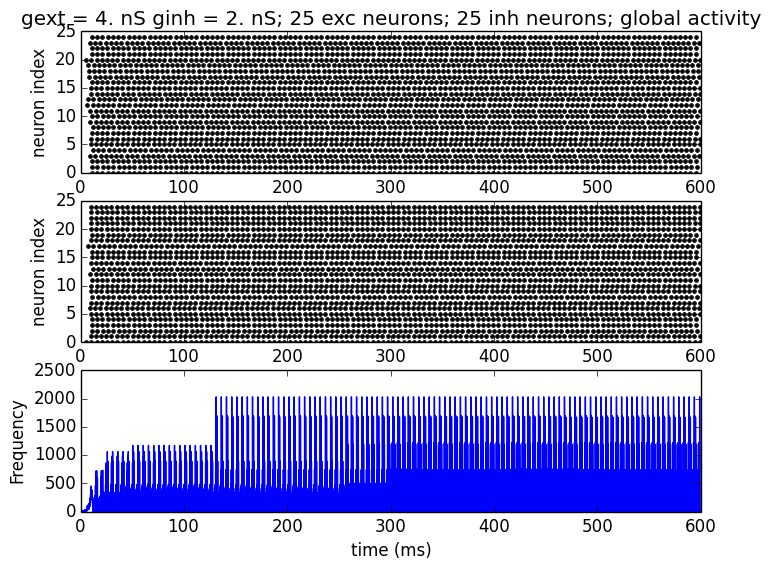 gext = 4. nS ginh = 2. nS; 25 exc neurons; 25 inh neurons; global activity
25
20
15
10
5
0
neuron index
0 100 200 300 400 500 600
25
20
15
10
5
0
neuron index
0 100 200 300 400 500 600
2500
2000
1500
1000
500
0
Frequency
0 100 200 300 400 500 600
time (ms)